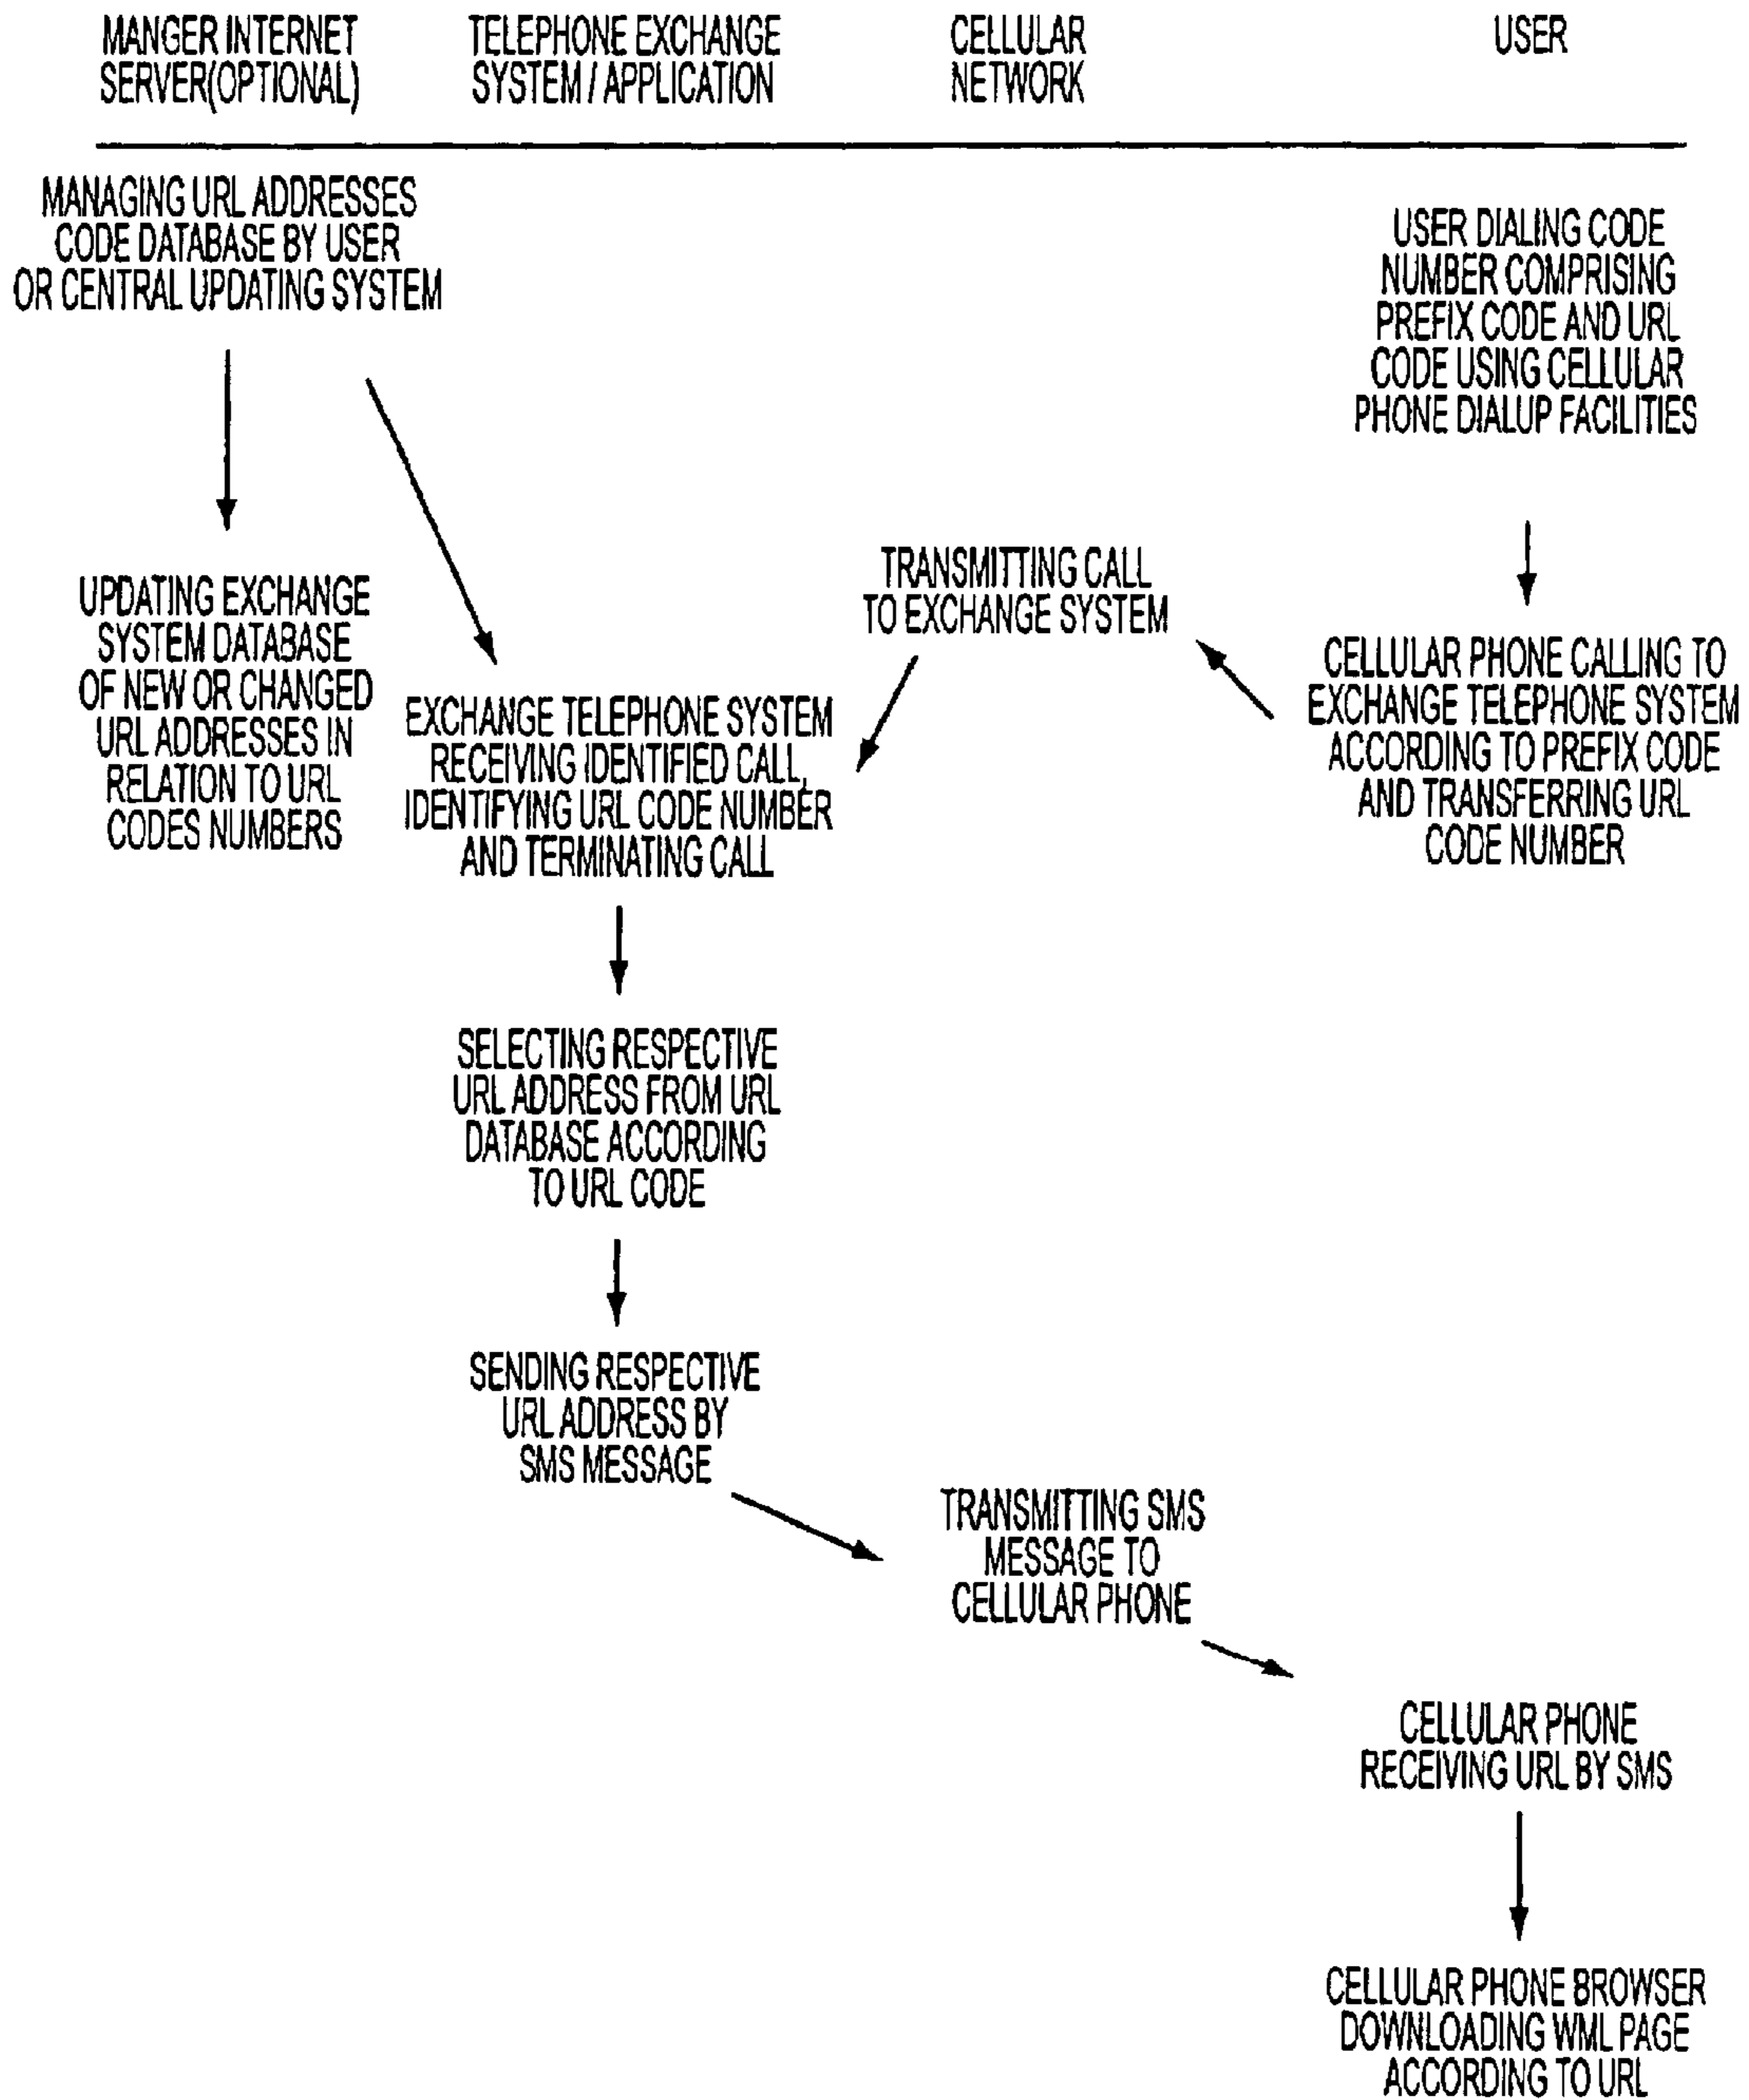 MANGER INTERNET
SERVER(OPTIONAL)
TELEPHONE EXCHANGE
SYSTEM / APPLICATION
CELLULAR
NETWORK
USER
MANAGING URL ADDRESSES
CODE DATABASE BY USER
OR CENTRAL UPDATING SYSTEM
USER DIALING CODE
NUMBER COMPRISING
PREFIX CODE AND URL
CODE USING CELLULAR
PHONE DIALUP FACILITIES
UPDATING EXCHANGE
SYSTEM DATABASE
OF NEW OR CHANGED
URL ADDRESSES IN
RELATION TO URL
CODES NUMBERS
TRANSMITTING CALL
TO EXCHANGE SYSTEM
CELLULAR PHONE CALLING TO
EXCHANGE TELEPHONE SYSTEM
ACCORDING TO PREFIX CODE
AND TRANSFERRING URL
CODE NUMBER
EXCHANGE TELEPHONE SYSTEM
RECEIVING IDENTIFIED CALL,
IDENTIFYING URL CODE NUMBER
AND TERMINATING CALL
SELECTING RESPECTIVE
URL ADDRESS FROM URL
DATABASE ACCORDING
TO URL CODE
SENDING RESPECTIVE
URL ADDRESS BY
SMS MESSAGE
TRANSMITTING SMS
MESSAGE TO
CELLULAR PHONE
CELLULAR PHONE
RECEIVING URL BY SMS
CELLULAR PHONE BROWSER
DOWNLOADING WML PAGE
ACCORDING TO URL